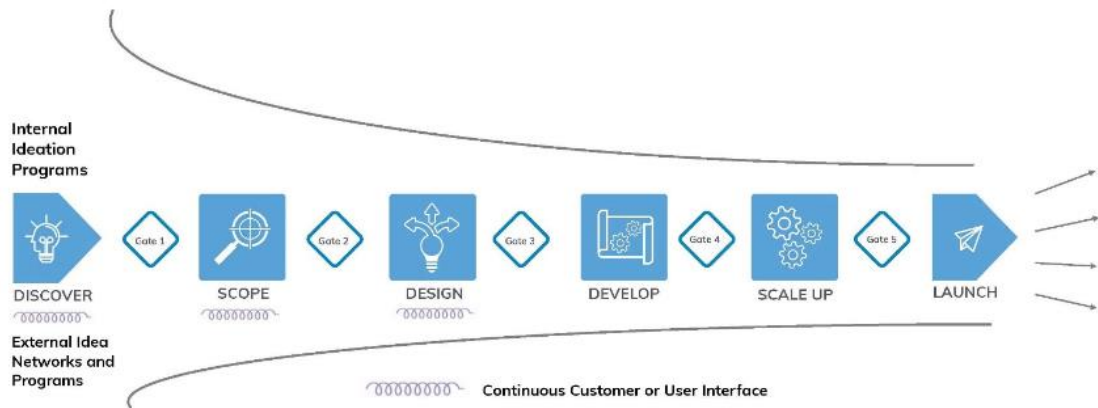 Internal
Ideation
Programs
Gate 1
Gate 2
Gate 3
Gate 4
Gate 5
DISCOVER
SCOPE
DESIGN
DEVELOP
SCALE UP
LAUNCH
External Idea
Networks and
Programs
Continuous Customer or User Interface